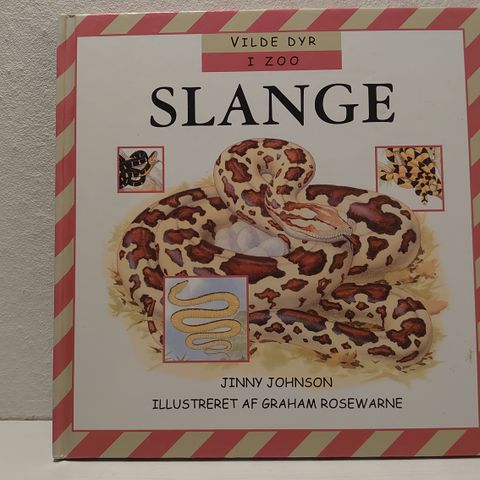 VILDE DYR
I ZOO
SLANGE
JINNY JOHNSON
ILLUSTRERET AF GRAHAM ROSEWARNE